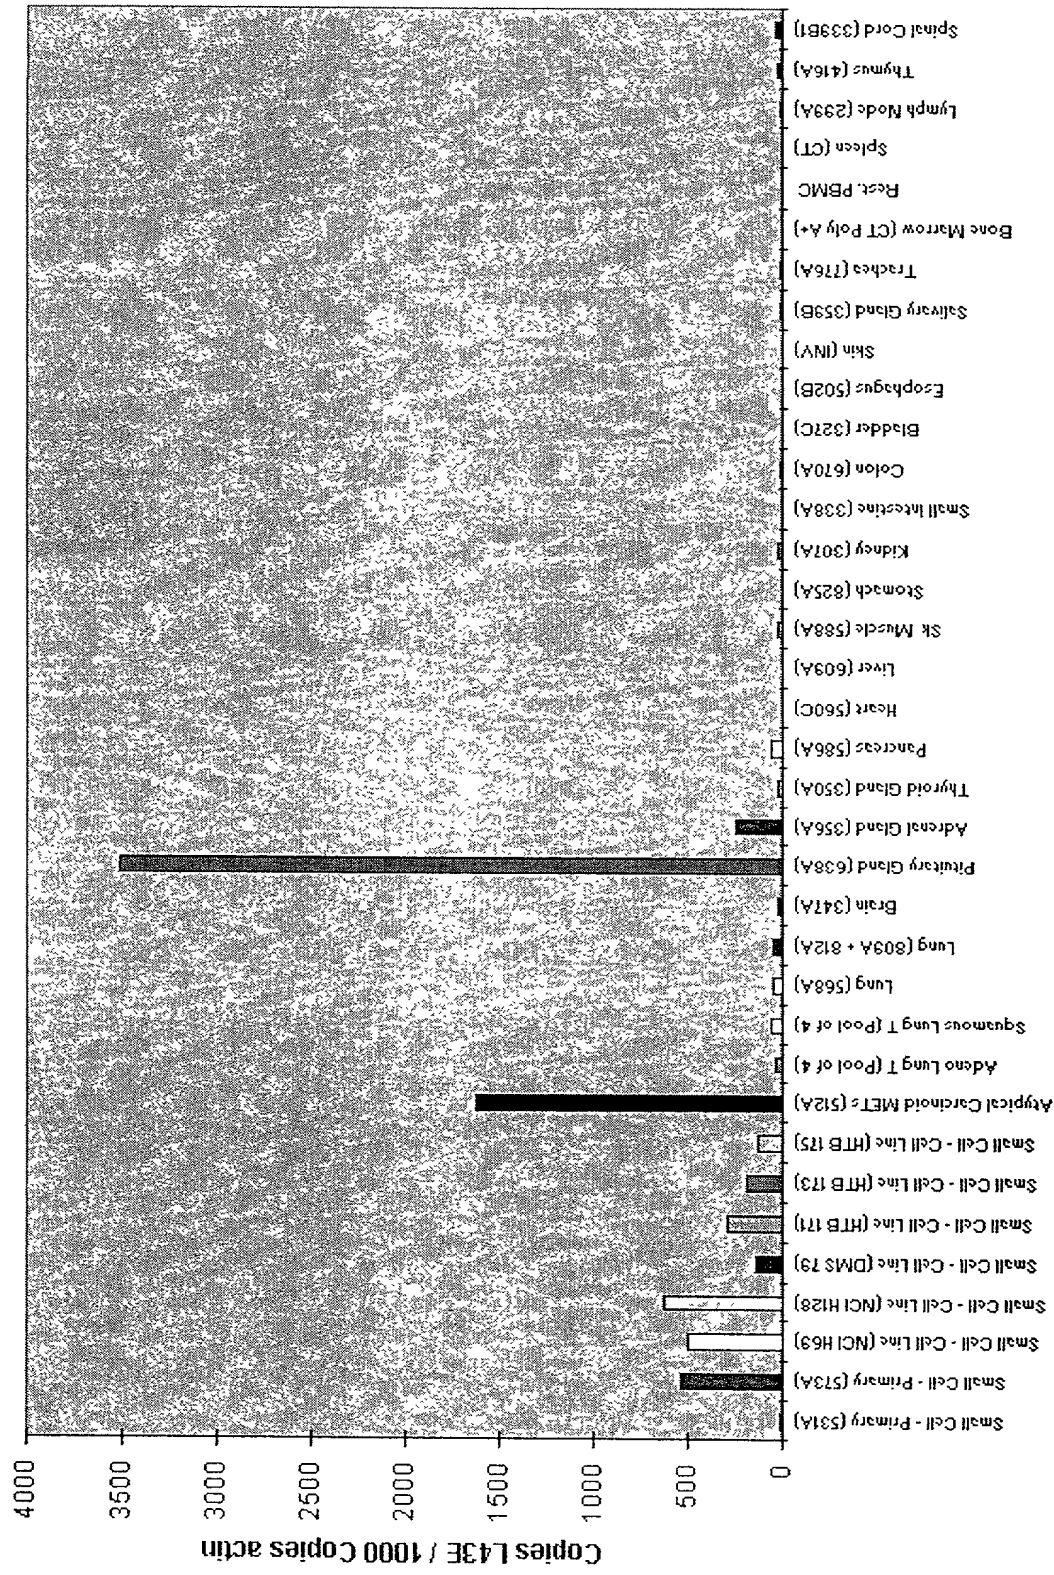 Copies L43E / 1000 Copies actin
4000
3500
3000
2500
2000
1500
1000
500
0
Small Cell - Primary (531A)
Small Cell - Primary (573A)
Small Cell - Cell Line (NCI H69)
Small Cell - Cell Line (NCI H128)
Small Cell - Cell Line (DMS 79)
Small Cell - Cell Line (HTB 171)
Small Cell - Cell Line (HTB 173)
Small Cell - Cell Line (HTB 175)
Atypical Carcinoid METs (512A)
Adeno Lung T (Pool of 4)
Squamous Lung T (Pool of 4)
Lung (568A)
Lung (809A + 812A)
Brain (347A)
Pituitary Gland (638A)
Adrenal Gland (356A)
Thyroid Gland (350A)
Pancreas (586A)
Heart (560C)
Liver (603A)
Sk Muscle (588A)
Stomach (825A)
Kidney (307A)
Small Intestine (338A)
Colon (670A)
Bladder (327C)
Esophagus (502B)
Skin (INV)
Salivary Gland (353B)
Trachea (776A)
Bone Marrow (CT Poly A+)
Rest. PBMC
Spleen (CT)
Lymph Node (299A)
Thymus (416A)
Spinal Cord (339B1)